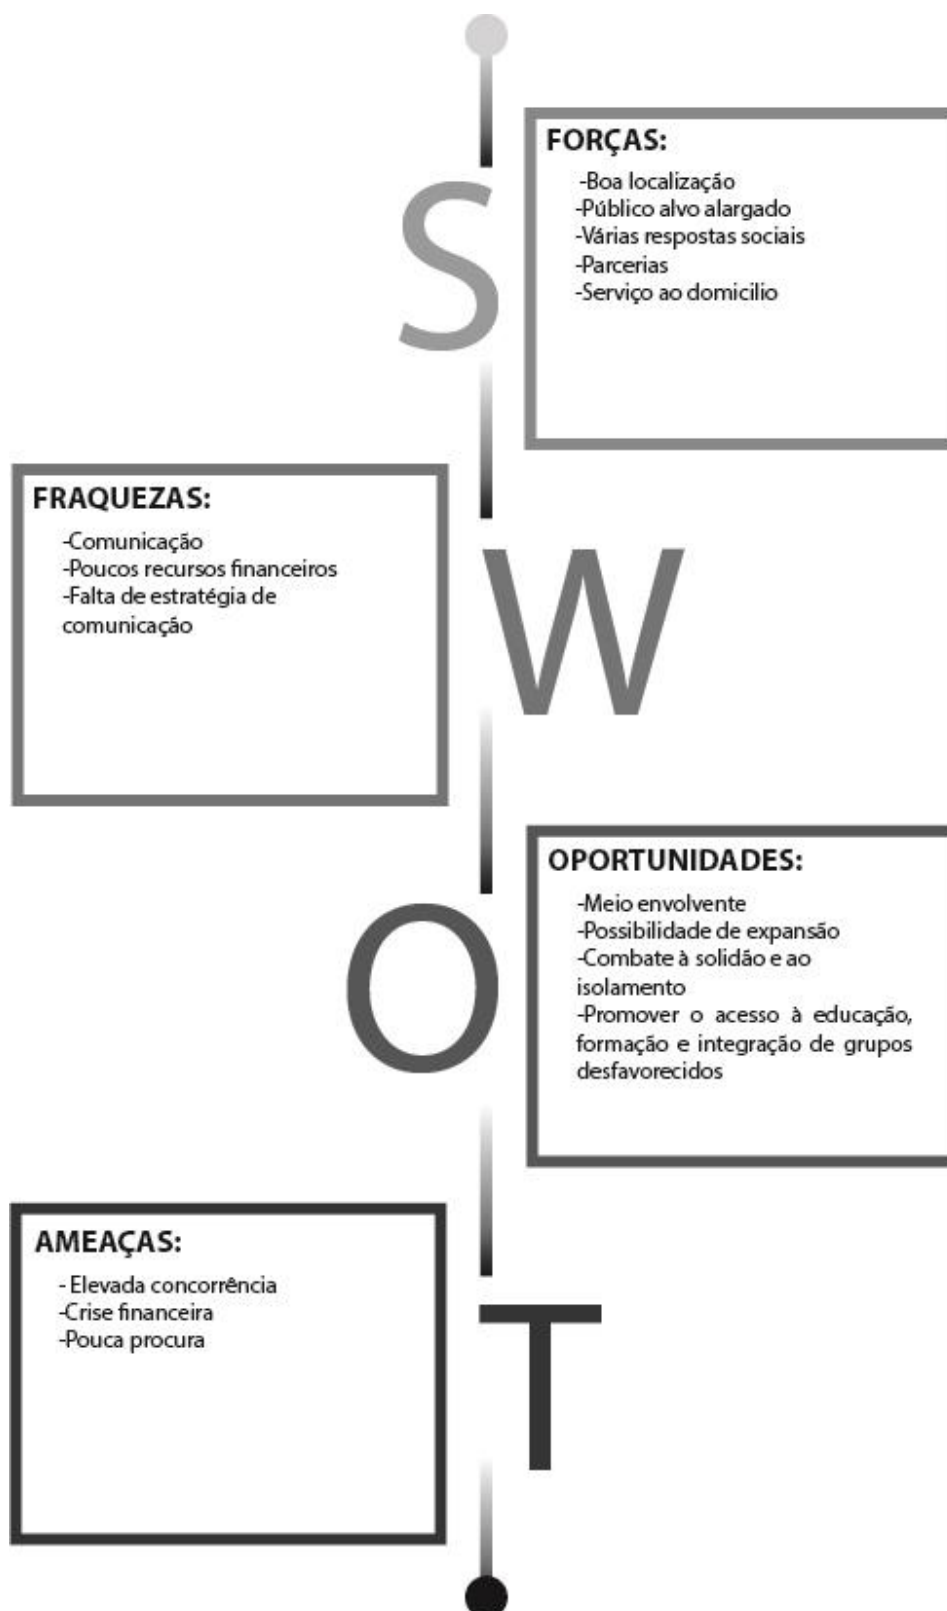 S
FORÇAS:
-Boa localização
-Público alvo alargado
-Várias respostas sociais
-Parcerias
-Serviço ao domicilio
FRAQUEZAS:
-Comunicação
-Poucos recursos financeiros
-Falta de estratégia de
comunicação
W
O
OPORTUNIDADES:
-Meio envolvente
-Possibilidade de expansão
-Combate à solidão e ao
isolamento
-Promover o acesso à educação,
formação e integração de grupos
desfavorecidos
AMEAÇAS:
- Elevada concorrência
-Crise financeira
-Pouca procura
T